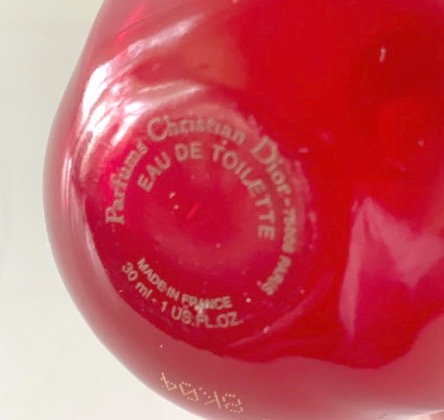 Parfums Christian Dior - 75008 PARIS
EAU DE TOILETTE
MADE IN FRANCE
30 ml - 1 US.FL.OZ.